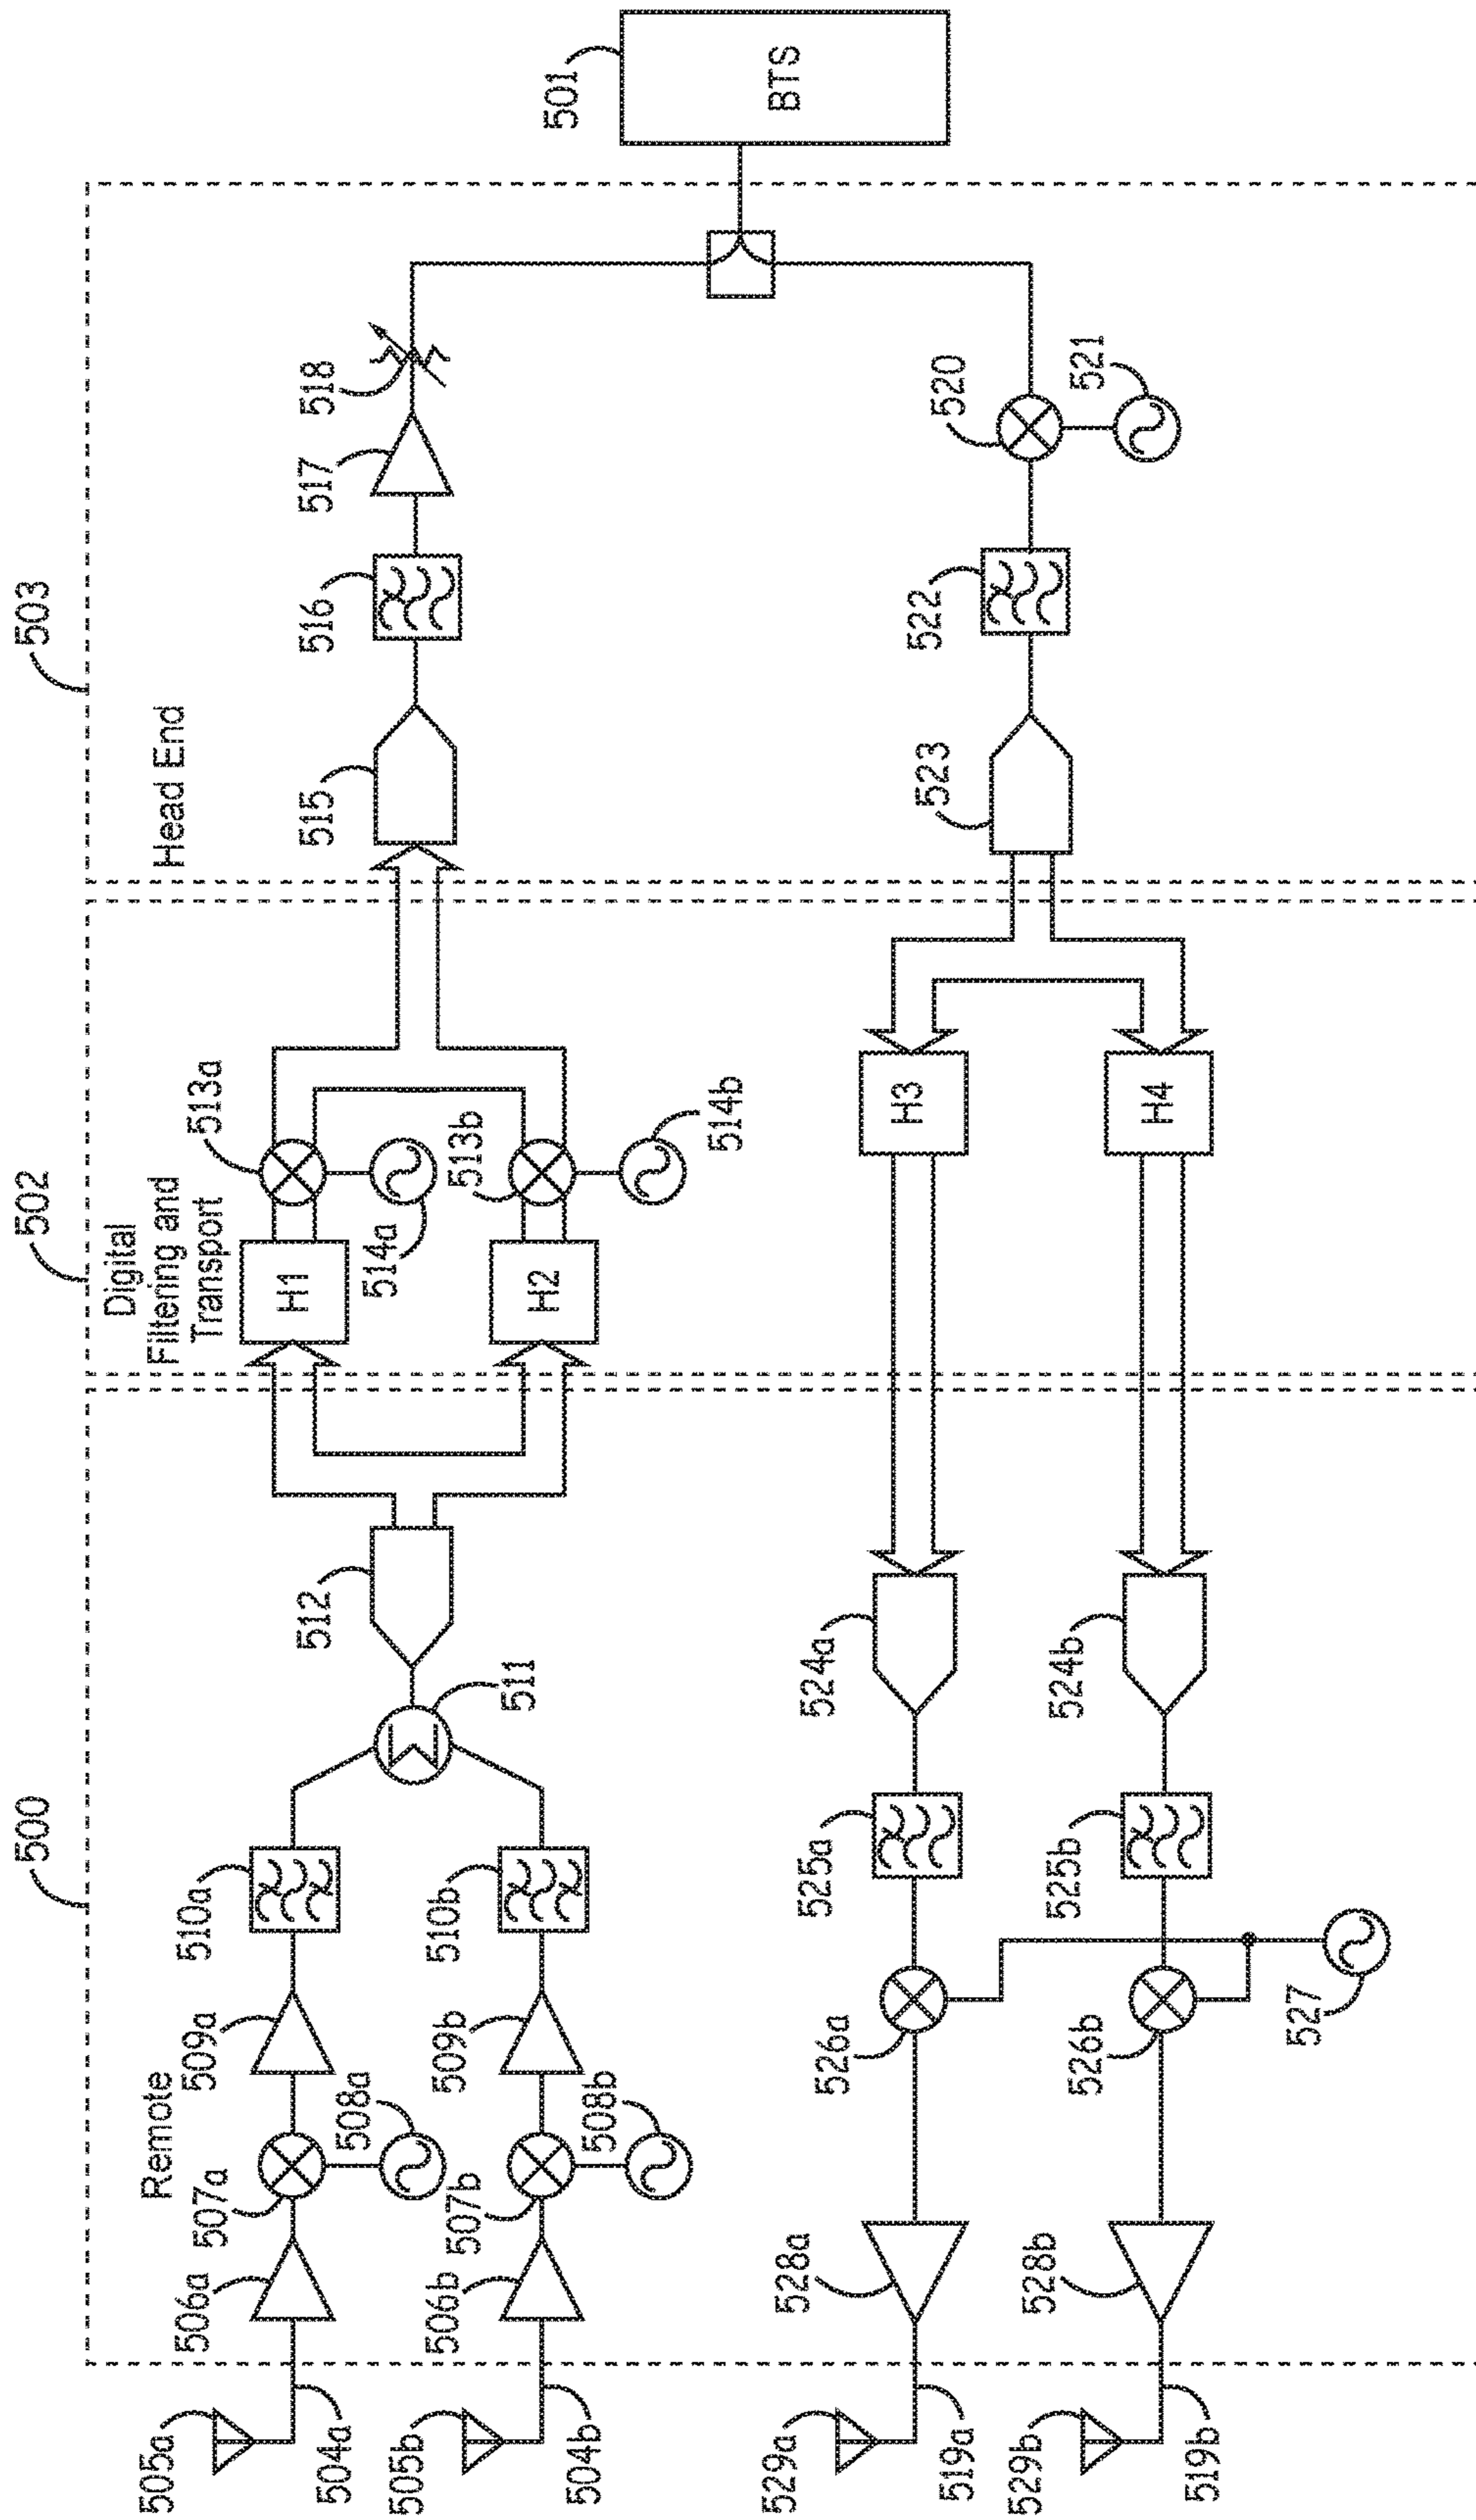 500
502
503
Remote
Digital
Filtering and
Transport
Head End
505a
504a
506a
507a
508a
509a
510a
505b
504b
506b
507b
508b
509b
510b
511
512
H1
513a
514a
H2
513b
514b
515
516
517
518
501
BTS
529a
519a
528a
526a
525a
524a
H3
529b
519b
528b
526b
527
525b
524b
H4
523
522
520
521